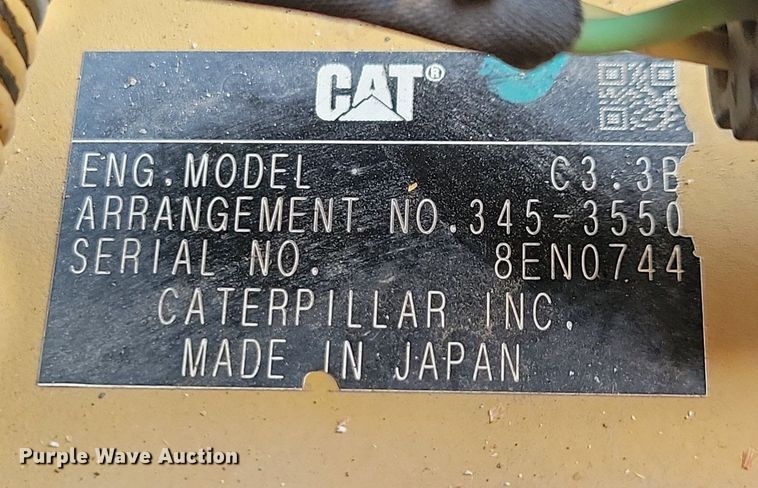 CAT®
ENG.MODEL C3.3B
ARRANGEMENT NO.345-3550
SERIAL NO. 8EN0744
CATERPILLAR INC.
MADE IN JAPAN
Purple Wave Auction